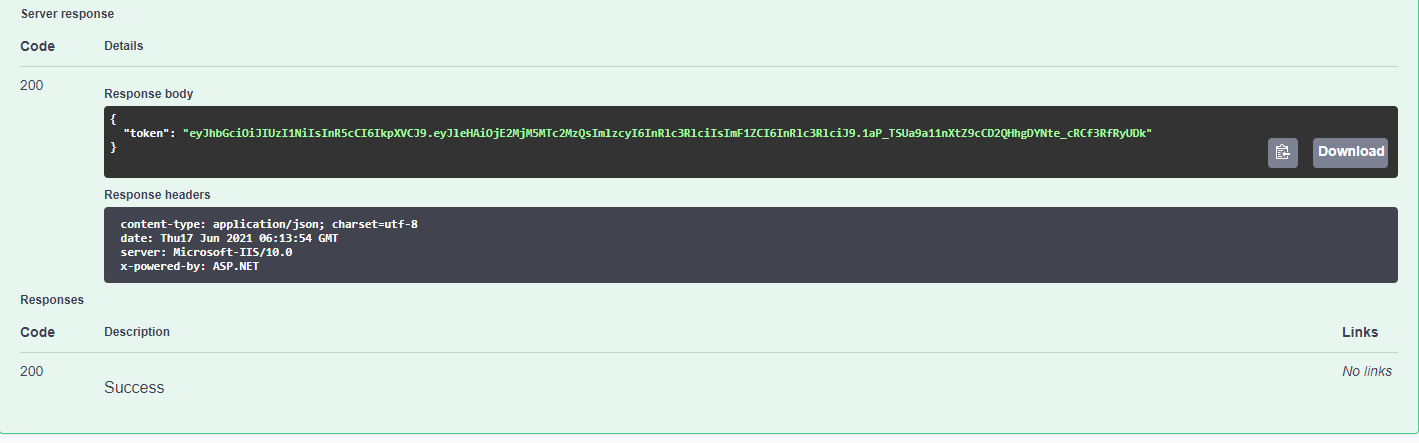 Server response
Code Details
200
Response body
{
"token": "eyJhbGciOiJIUzI1NiIsInR5cCI6IkpXVCJ9.eyJleHAiOjE2MjM5MTc2MzQsImlzcyI6InRlc3RlciIsImF1ZCI6InRlc3RlciJ9.1aP_TSUa9a11nXtZ9cCD2QHhgDYNte_cRCf3RfRyUDk"
}
Download
Response headers
content-type: application/json; charset=utf-8
date: Thu17 Jun 2021 06:13:54 GMT
server: Microsoft-IIS/10.0
x-powered-by: ASP.NET
Responses
Code Description Links
200 No links
Success